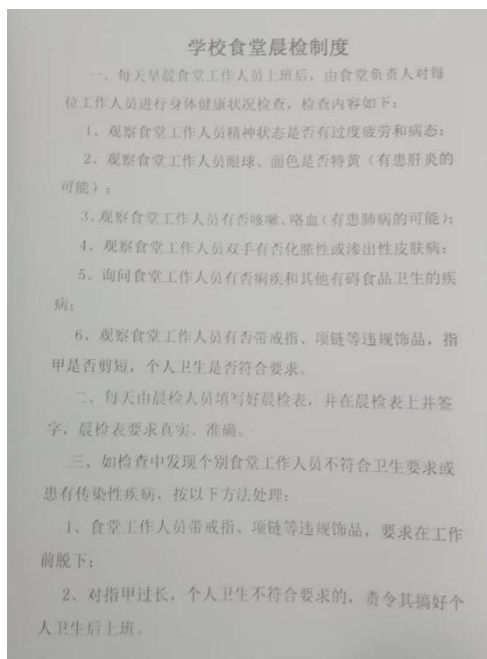 学校食堂晨检制度
一、每天早晨食堂工作人员上班后，由食堂负责人对每
位工作人员进行身体健康状况检查，检查内容如下：
1、观察食堂工作人员精神状态是否有过度疲劳和病态；
2、观察食堂工作人员眼球、面色是否特黄（有患肝炎的
可能）；
3、观察食堂工作人员有否咳嗽、咯血（有患肺病的可能）；
4、观察食堂工作人员双手有否化脓性或渗出性皮肤病；
5、询问食堂工作人员有否痢疾和其他有碍食品卫生的疾
病；
6、观察食堂工作人员有否带戒指、项链等违规饰品，指
甲是否剪短，个人卫生是否符合要求。
二、每天由晨检人员填写好晨检表，并在晨检表上并签
字，晨检表要求真实、准确。
三、如检查中发现个别食堂工作人员不符合卫生要求或
患有传染性疾病，按以下方法处理：
1、食堂工作人员带戒指、项链等违规饰品，要求在工作
前脱下；
2、对指甲过长，个人卫生不符合要求的，责令其搞好个
人卫生后上班。